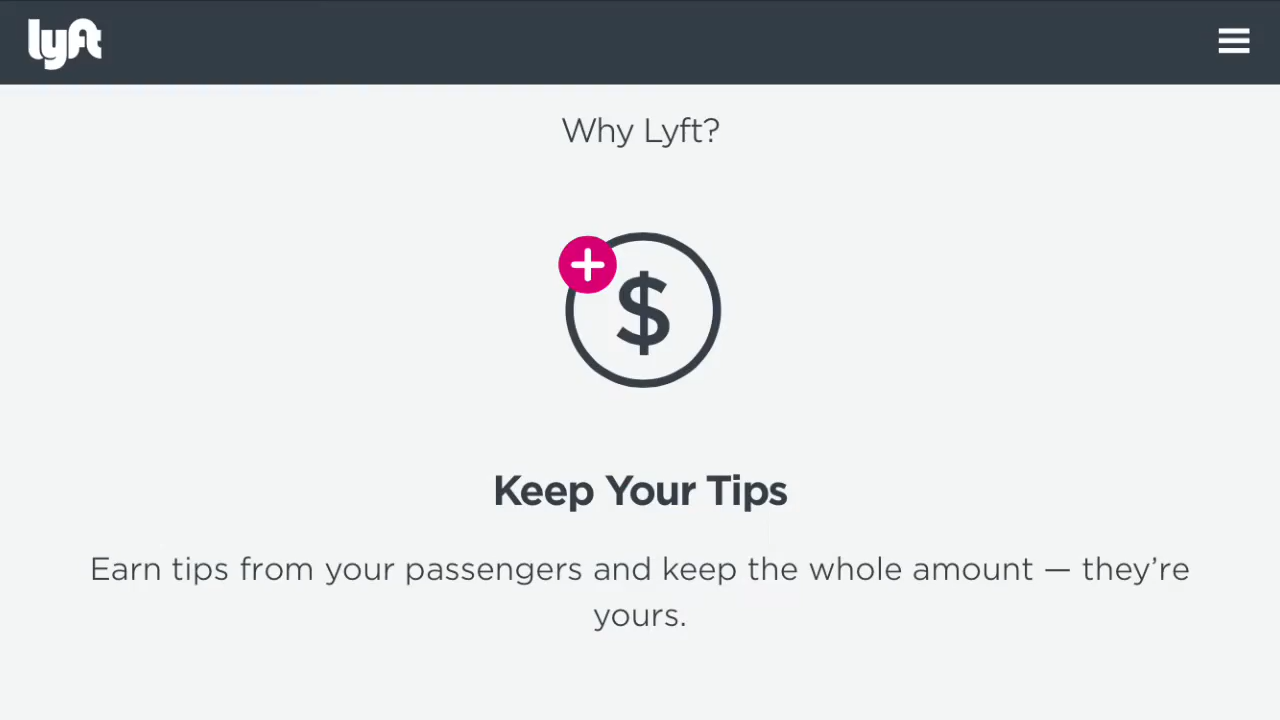 lyft
Why Lyft?
$
Keep Your Tips
Earn tips from your passengers and keep the whole amount — they’re
yours.